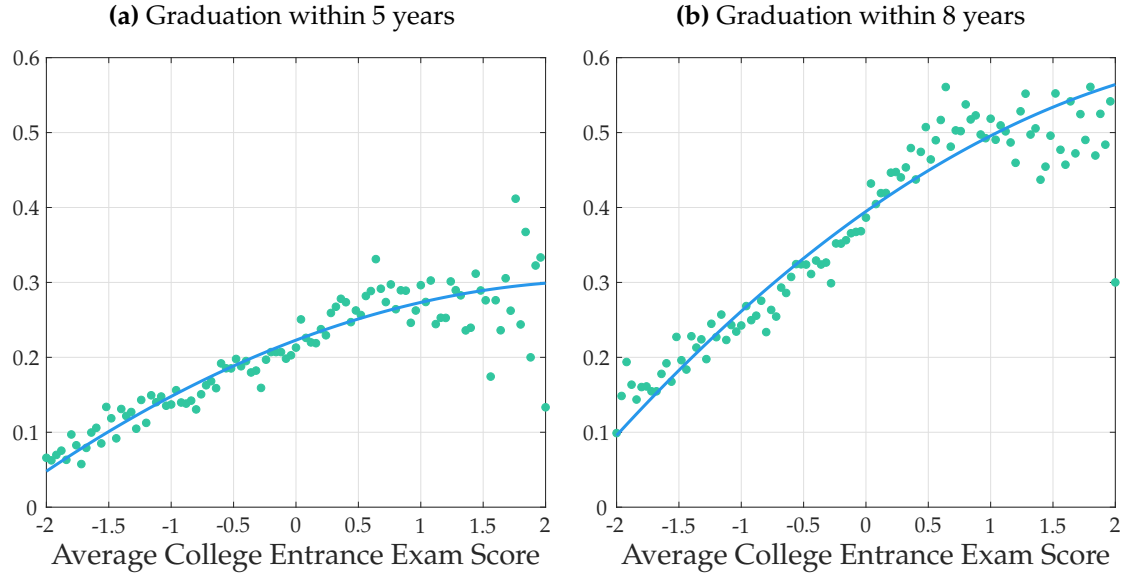 (a) Graduation within 5 years
0.6
0.5
0.4
0.3
0.2
0.1
0
-2 -1.5 -1 -0.5 0 0.5 1 1.5 2
Average College Entrance Exam Score
(b) Graduation within 8 years
0.6
0.5
0.4
0.3
0.2
0.1
0
-2 -1.5 -1 -0.5 0 0.5 1 1.5 2
Average College Entrance Exam Score